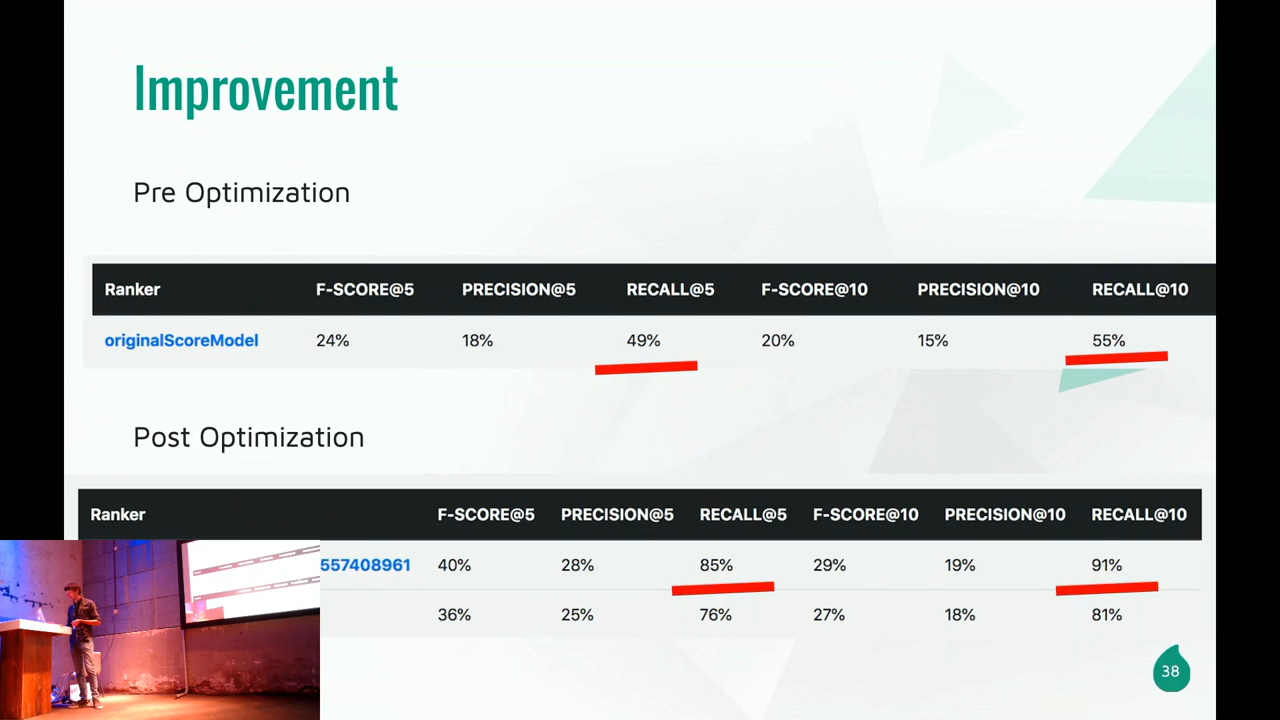 Improvement
Pre Optimization
Ranker F-SCORE@5 PRECISION@5 RECALL@5 F-SCORE@10 PRECISION@10 RECALL@10
originalScoreModel 24% 18% 49% 20% 15% 55%
Post Optimization
Ranker F-SCORE@5 PRECISION@5 RECALL@5 F-SCORE@10 PRECISION@10 RECALL@10
557408961 40% 28% 85% 29% 19% 91%
36% 25% 76% 27% 18% 81%
38